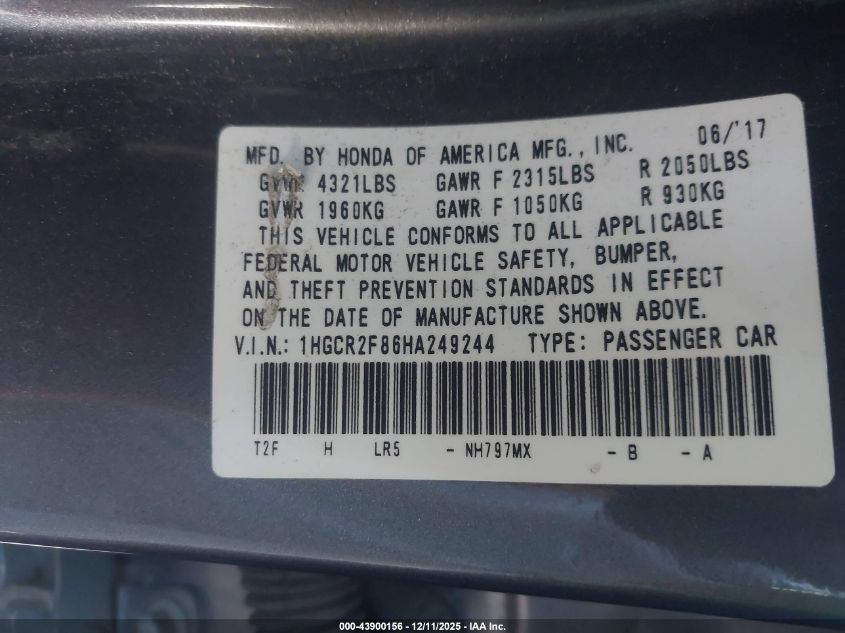 MFD. BY HONDA OF AMERICA MFG., INC. 06/'17
GVWR 4321LBS GAWR F 2315LBS R 2050LBS
GVWR 1960KG GAWR F 1050KG R 930KG
THIS VEHICLE CONFORMS TO ALL APPLICABLE
FEDERAL MOTOR VEHICLE SAFETY, BUMPER,
AND THEFT PREVENTION STANDARDS IN EFFECT
ON THE DATE OF MANUFACTURE SHOWN ABOVE.
V.I.N.: 1HGCR2F86HA249244 TYPE: PASSENGER CAR
T2F H LR5 - NH797MX - B - A
000-43900156 - 12/11/2025 - IAA Inc.